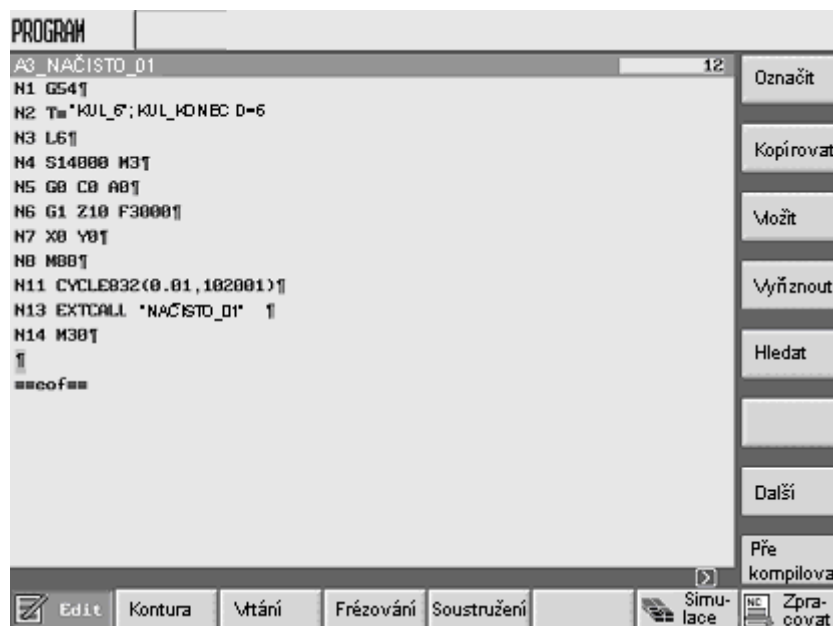 PROGRAM
A3_NAČISTO_01 12
N1 G54¶
N2 T="KUL_6"; KUL_KONEC D=6
N3 L6¶
N4 S14000 M3¶
N5 G0 C0 A0¶
N6 G1 Z10 F3000¶
N7 X0 Y0¶
N8 M88¶
N11 CYCLE832(0.01,102001)¶
N13 EXTCALL "NAČISTO_01" ¶
N14 M30¶
¶
==eof==
Označit
Kopírovat
Vložit
Vyříznout
Hledat
Další
Pře
kompilova
Edit
Kontura
Vrtání
Frézování
Soustružení
Simu-
lace
NC
Zpra-
covat